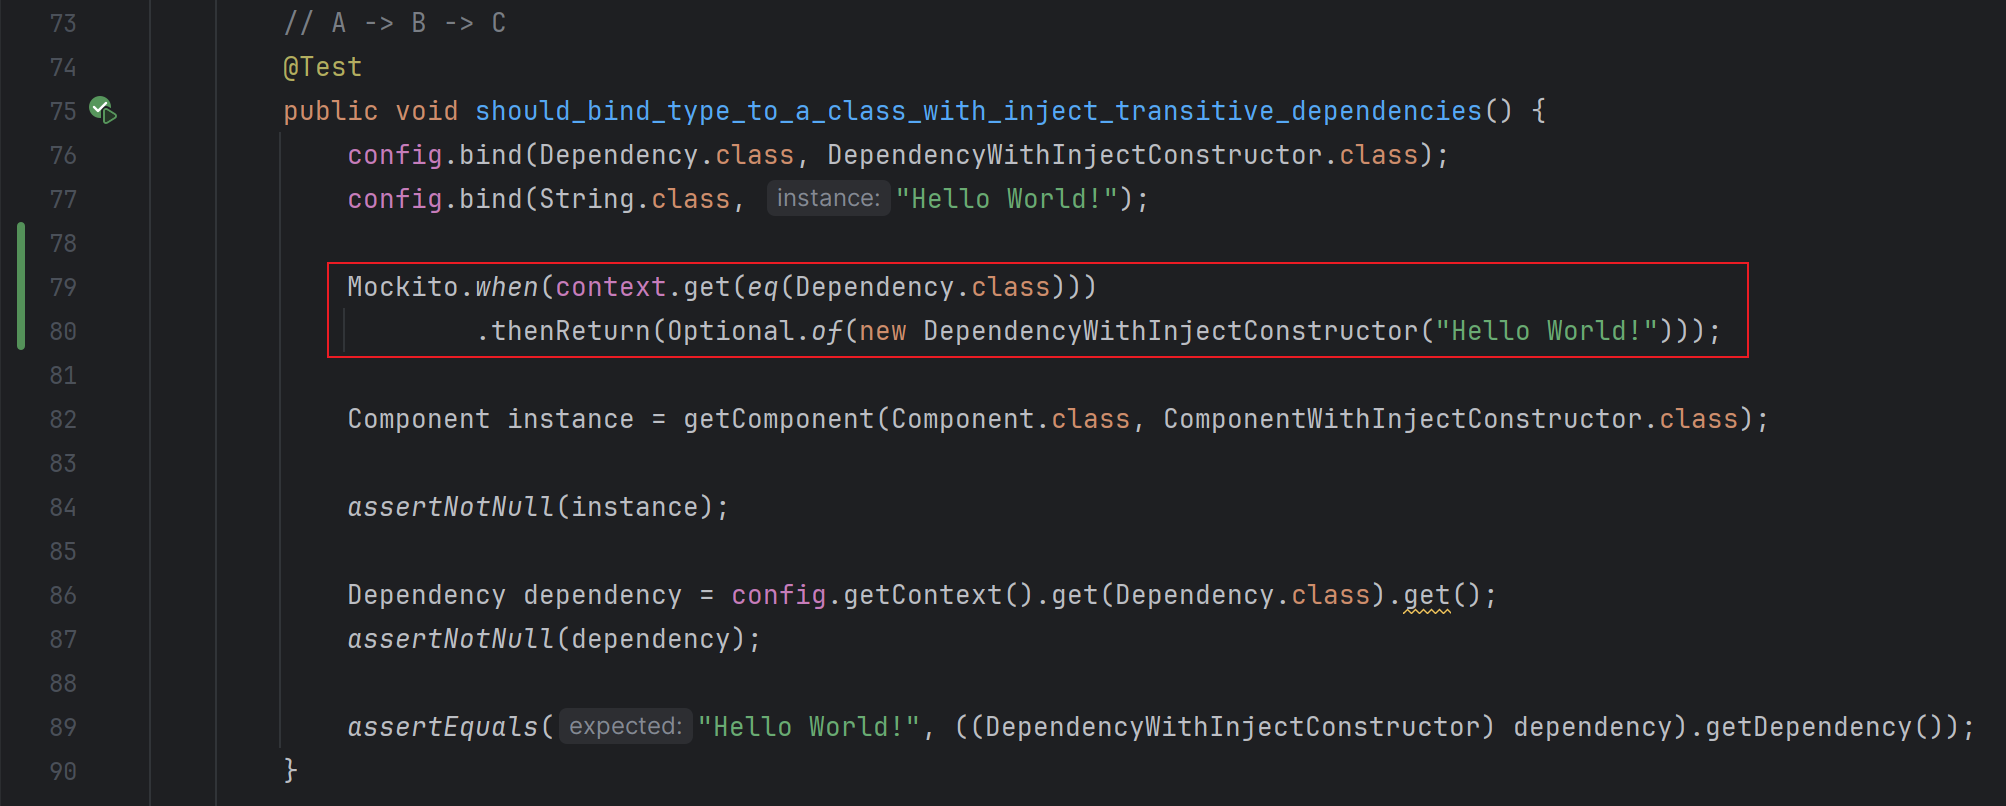 73 // A -> B -> C
74 @Test
75 public void should_bind_type_to_a_class_with_inject_transitive_dependencies() {
76 config.bind(Dependency.class, DependencyWithInjectConstructor.class);
77 config.bind(String.class, instance: "Hello World!");
78
79 Mockito.when(context.get(eq(Dependency.class)))
80 .thenReturn(Optional.of(new DependencyWithInjectConstructor("Hello World!")));
81
82 Component instance = getComponent(Component.class, ComponentWithInjectConstructor.class);
83
84 assertNotNull(instance);
85
86 Dependency dependency = config.getContext().get(Dependency.class).get();
87 assertNotNull(dependency);
88
89 assertEquals( expected: "Hello World!", ((DependencyWithInjectConstructor) dependency).getDependency());
90 }